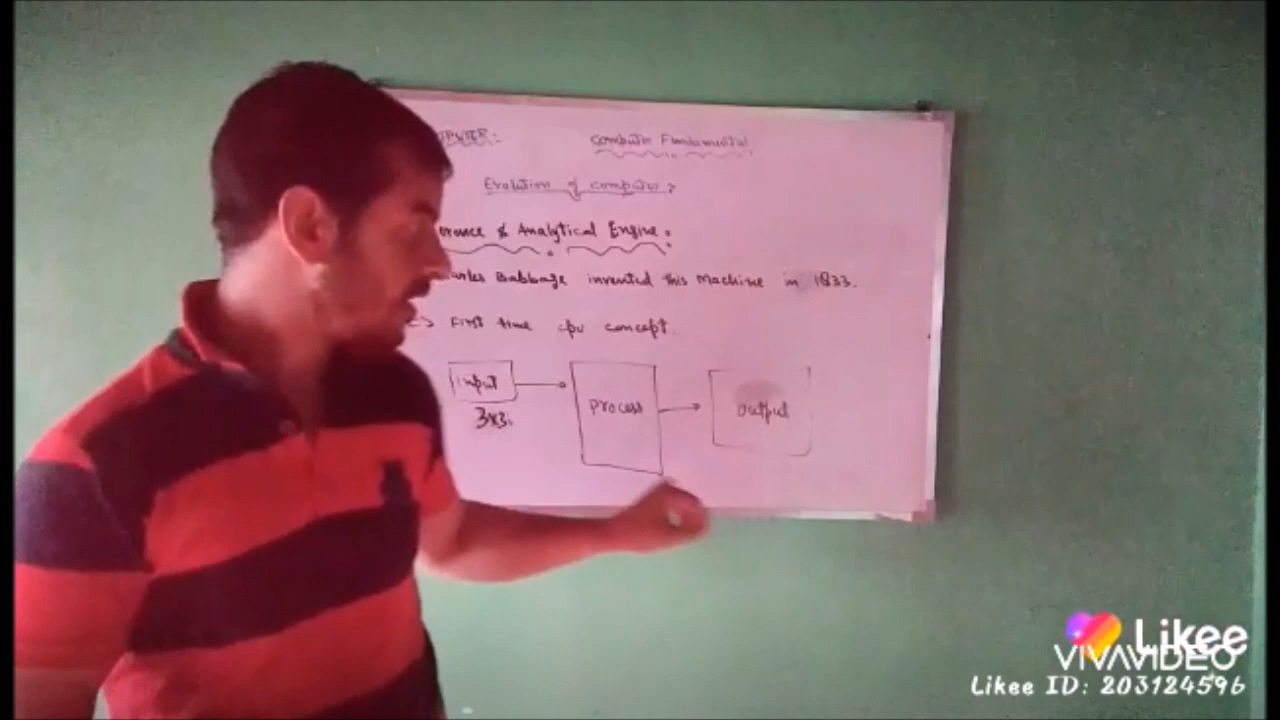 COMPUTER:- Computer Fundamental
Evolution of computer:
& Analytical Engine:
Babbage invented this Machine in 1833.
First time cpu concept.
input process output
3x3.
Likee
VIVAVIDEO
Likee ID: 203124596